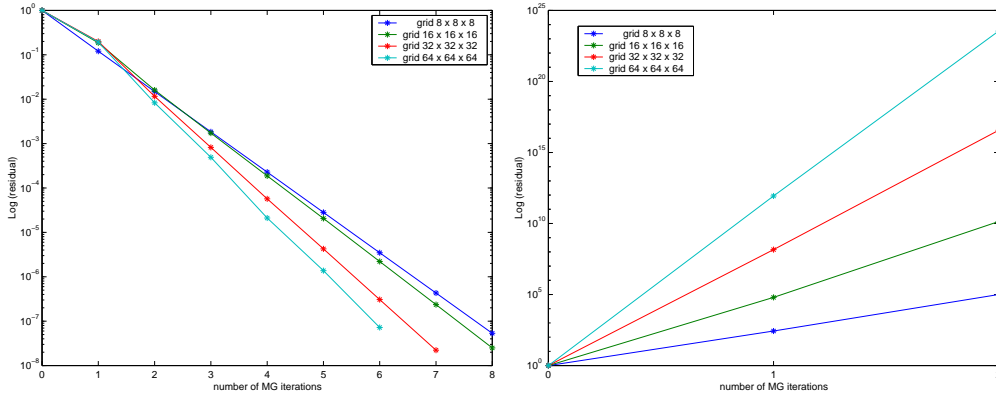 10^0
10^-1
10^-2
10^-3
10^-4
10^-5
10^-6
10^-7
10^-8
Log (residual)
0
1
2
3
4
5
6
7
8
number of MG iterations
grid 8 x 8 x 8
grid 16 x 16 x 16
grid 32 x 32 x 32
grid 64 x 64 x 64
10^25
10^20
10^15
10^10
10^5
10^0
Log (residual)
0
1
number of MG iterations
grid 8 x 8 x 8
grid 16 x 16 x 16
grid 32 x 32 x 32
grid 64 x 64 x 64